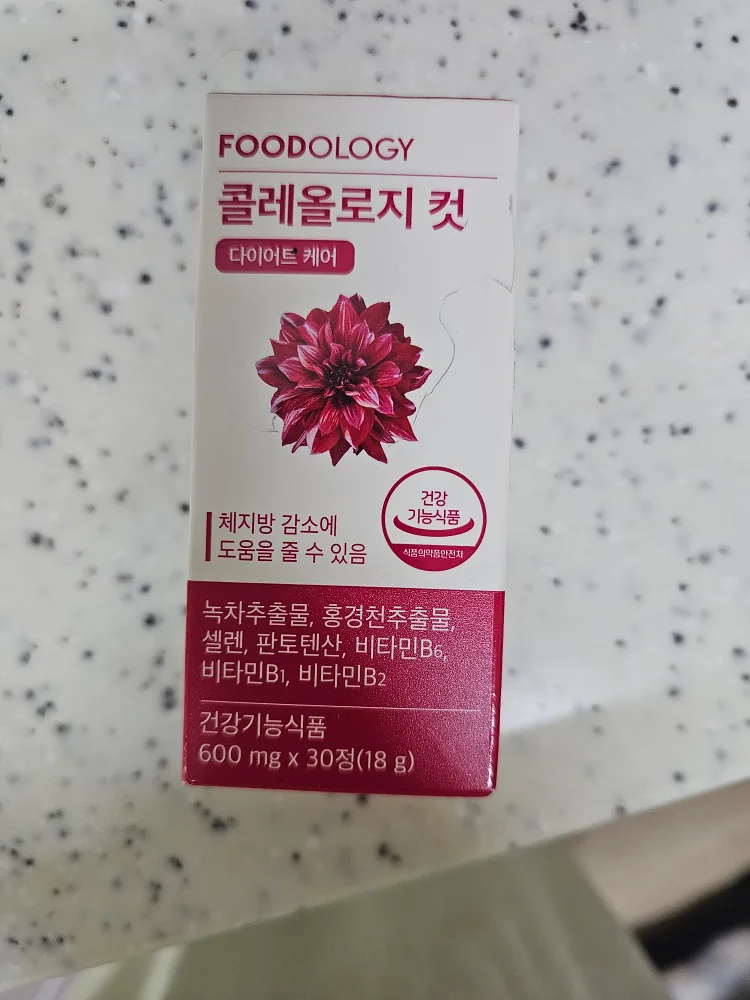 FOODOLOGY
콜레올로지 컷
다이어트 케어
체지방 감소에
도움을 줄 수 있음
건강
기능식품
식품의약품안전처
녹차추출물, 홍경천추출물,
셀렌, 판토텐산, 비타민B6,
비타민B1, 비타민B2
건강기능식품
600 mg x 30정(18 g)